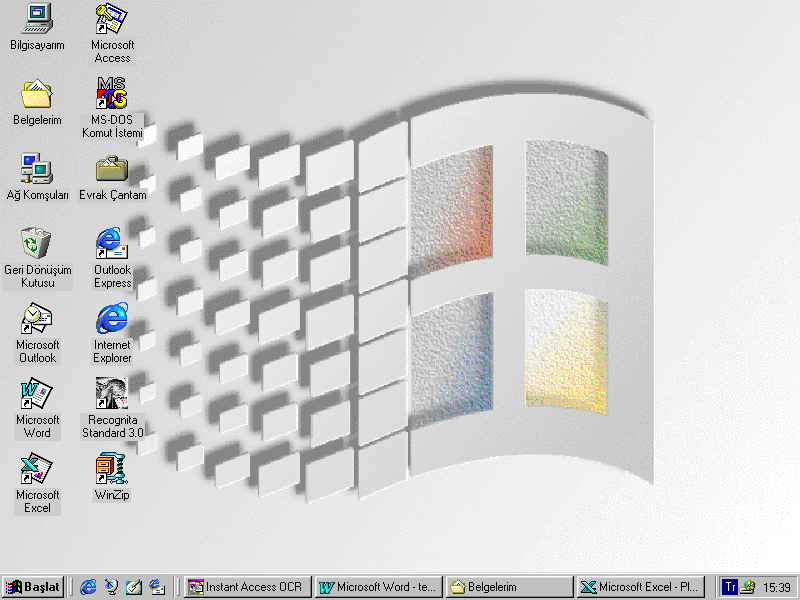 Bilgisayarım
Microsoft
Access
Belgelerim
MS
DOS
MS-DOS
Komut İstemi
Ağ Komşuları
Evrak Çantam
Geri Dönüşüm
Kutusu
Outlook
Express
Microsoft
Outlook
Internet
Explorer
Microsoft
Word
Recognita
Standard 3.0
Microsoft
Excel
WinZip
Başlat
Instant Access OCR
Microsoft Word - te...
Belgelerim
Microsoft Excel - Pl...
Tr
15:39